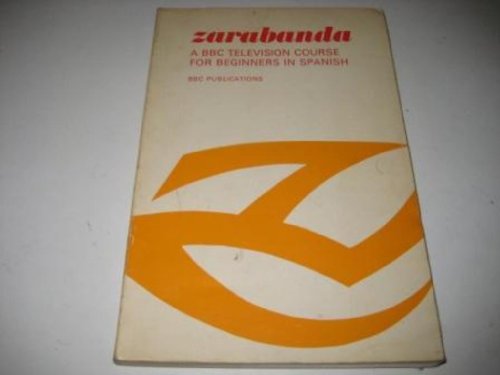 zarabanda
A BBC TELEVISION COURSE
FOR BEGINNERS IN SPANISH
BBC PUBLICATIONS